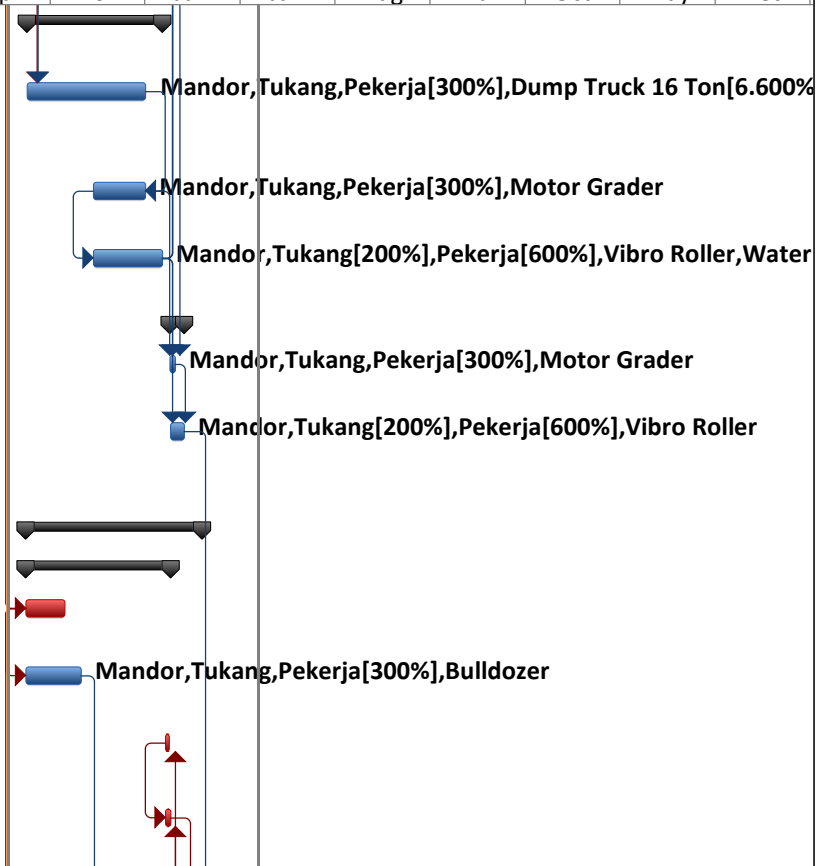 Mandor,Tukang,Pekerja[300%],Dump Truck 16 Ton[6.600%
Mandor,Tukang,Pekerja[300%],Motor Grader
Mandor,Tukang[200%],Pekerja[600%],Vibro Roller,Water
Mandor,Tukang,Pekerja[300%],Motor Grader
Mandor,Tukang[200%],Pekerja[600%],Vibro Roller
Mandor,Tukang,Pekerja[300%],Bulldozer